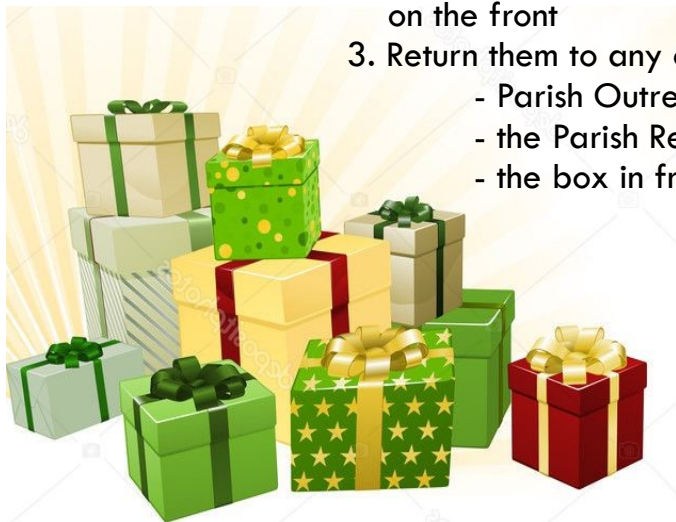 on the front
3. Return them to any
- Parish Outre
- the Parish Re
- the box in fr